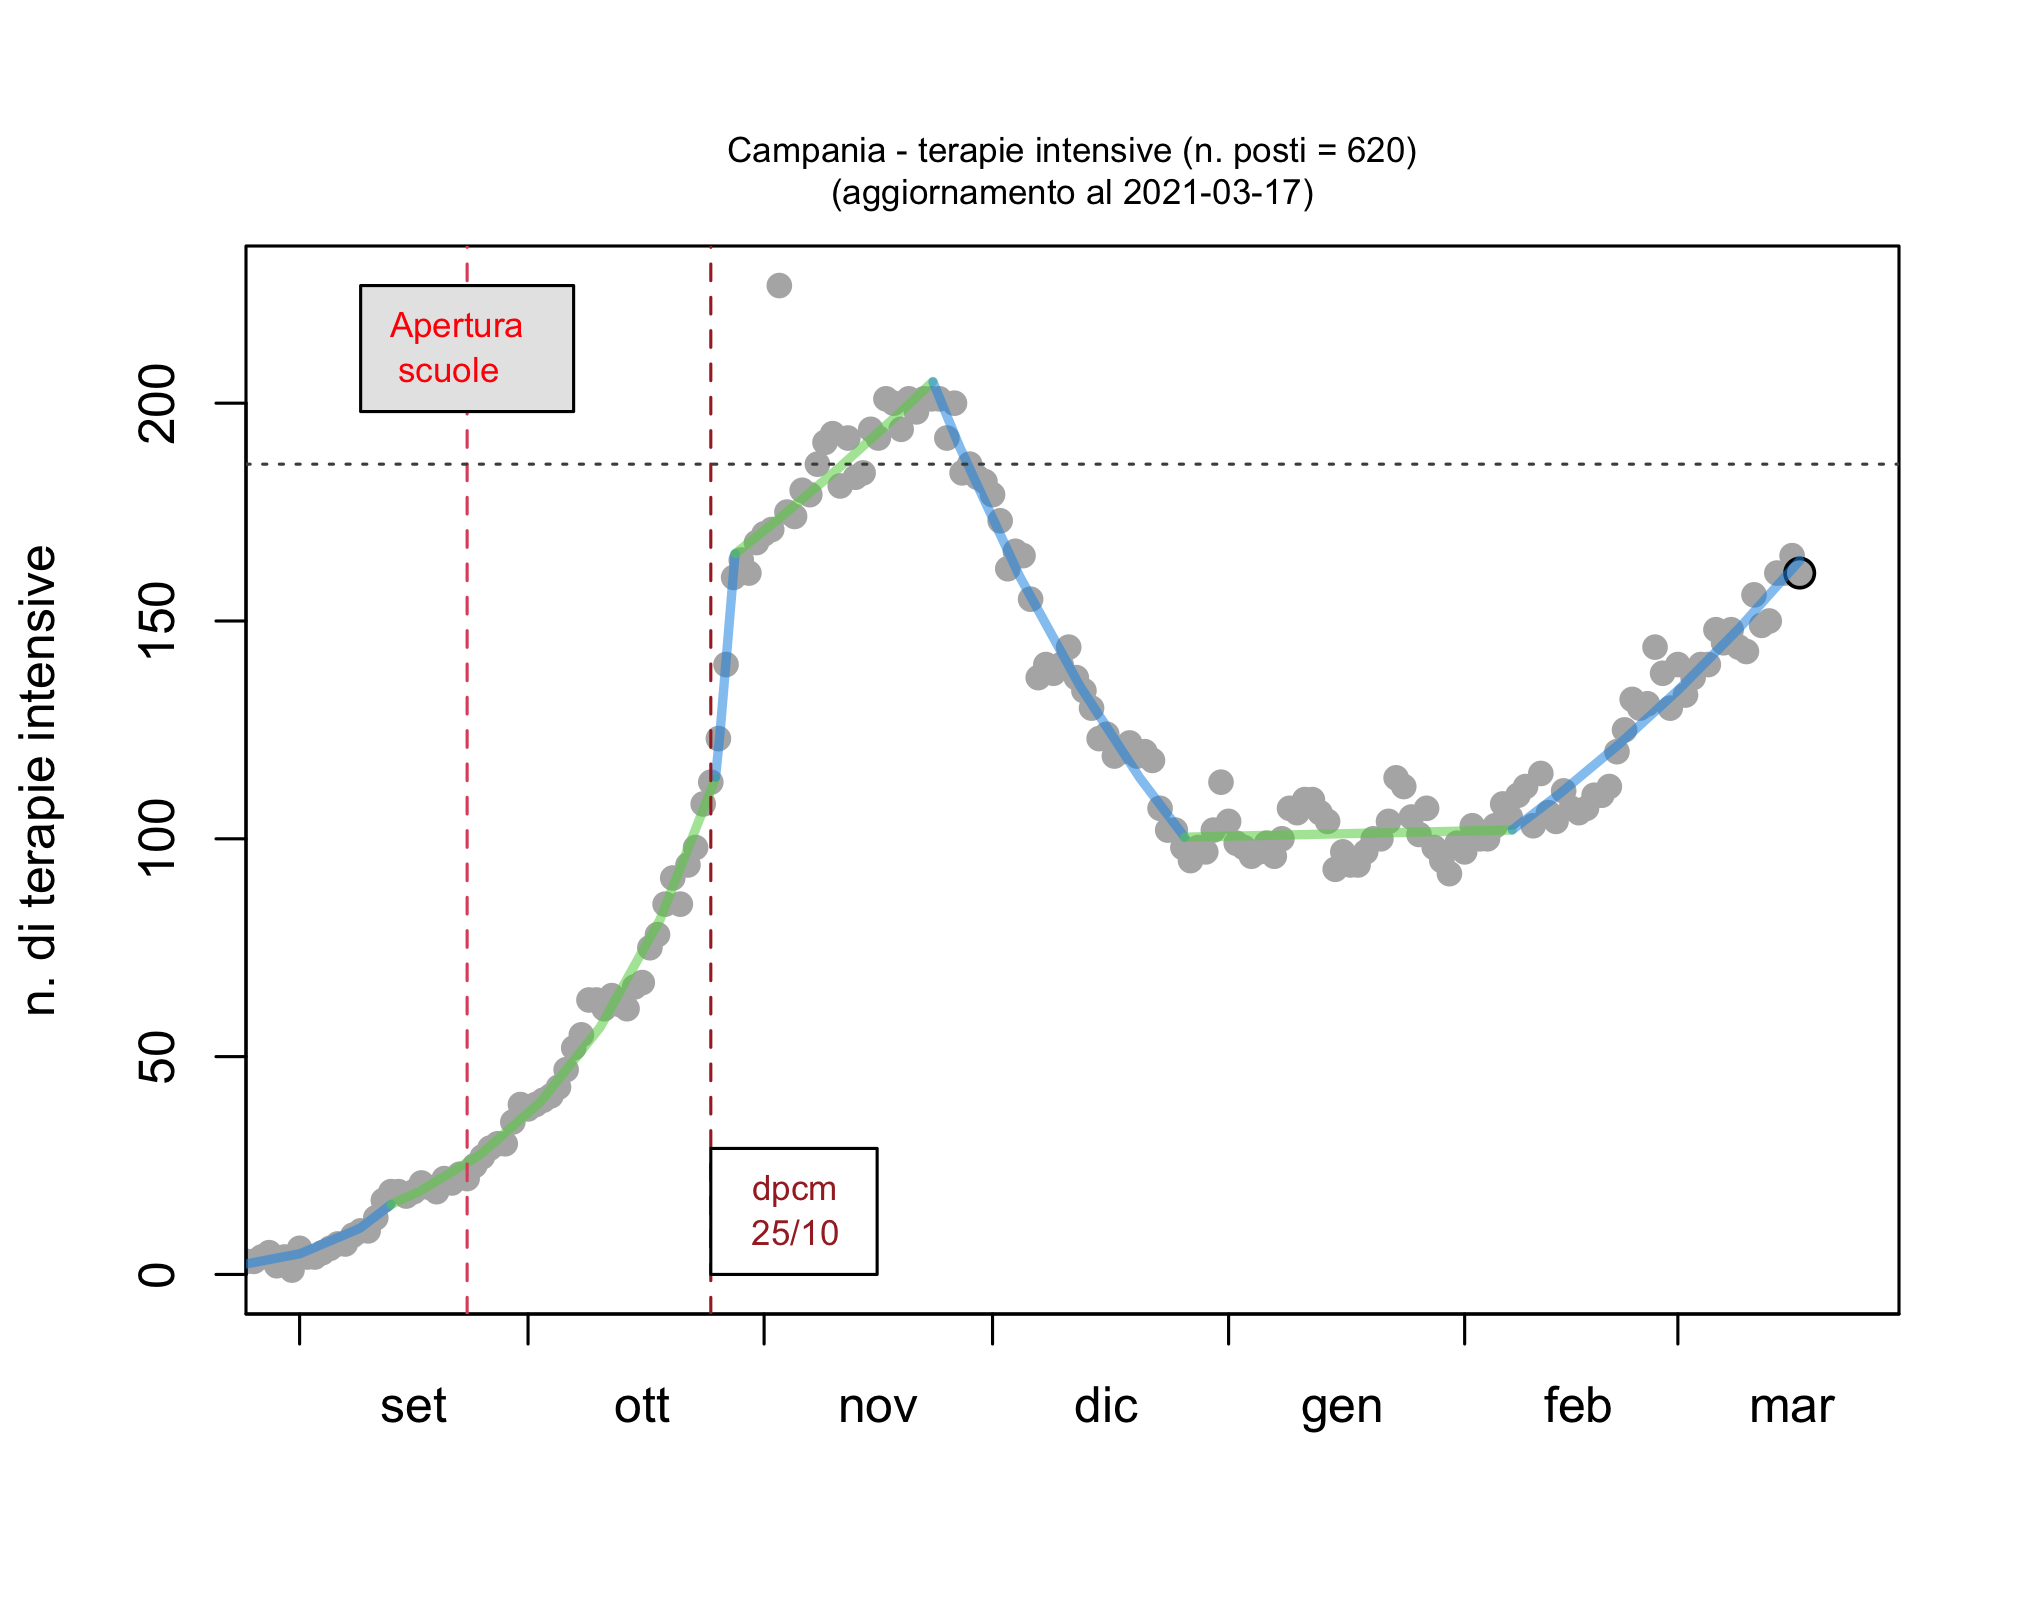 Campania - terapie intensive (n. posti = 620)
(aggiornamento al 2021-03-17)
Apertura
scuole
dpcm
25/10
n. di terapie intensive
0
50
100
150
200
set
ott
nov
dic
gen
feb
mar